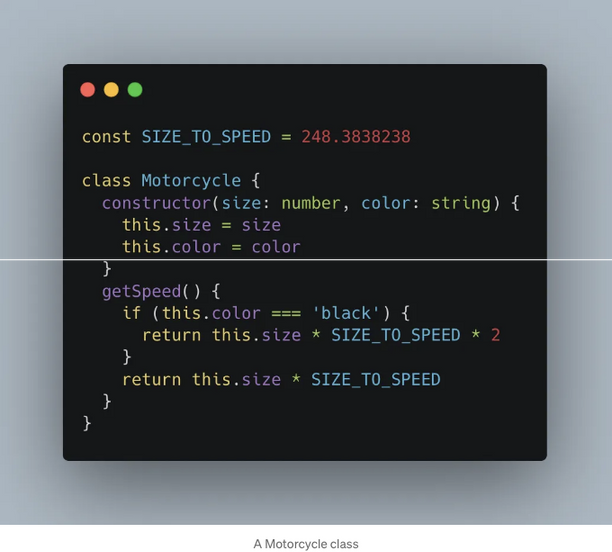 const SIZE_TO_SPEED = 248.3838238
class Motorcycle {
constructor(size: number, color: string) {
this.size = size
this.color = color
}
getSpeed() {
if (this.color === 'black') {
return this.size * SIZE_TO_SPEED * 2
}
return this.size * SIZE_TO_SPEED
}
}
A Motorcycle class